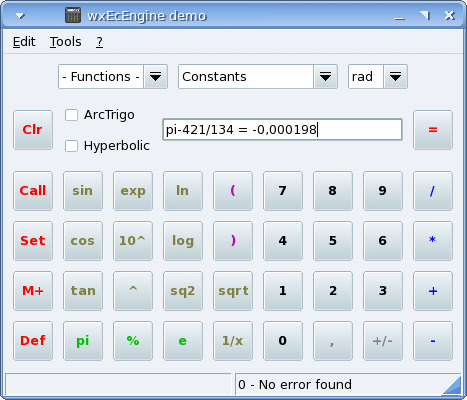 wxEcEngine demo
Edit Tools ?
- Functions - Constants rad
Clr ArcTrigo pi-421/134 = -0,000198 =
Hyperbolic
Call sin exp ln ( 7 8 9 /
Set cos 10^ log ) 4 5 6 *
M+ tan ^ sq2 sqrt 1 2 3 +
Def pi % e 1/x 0 , +/- -
0 - No error found